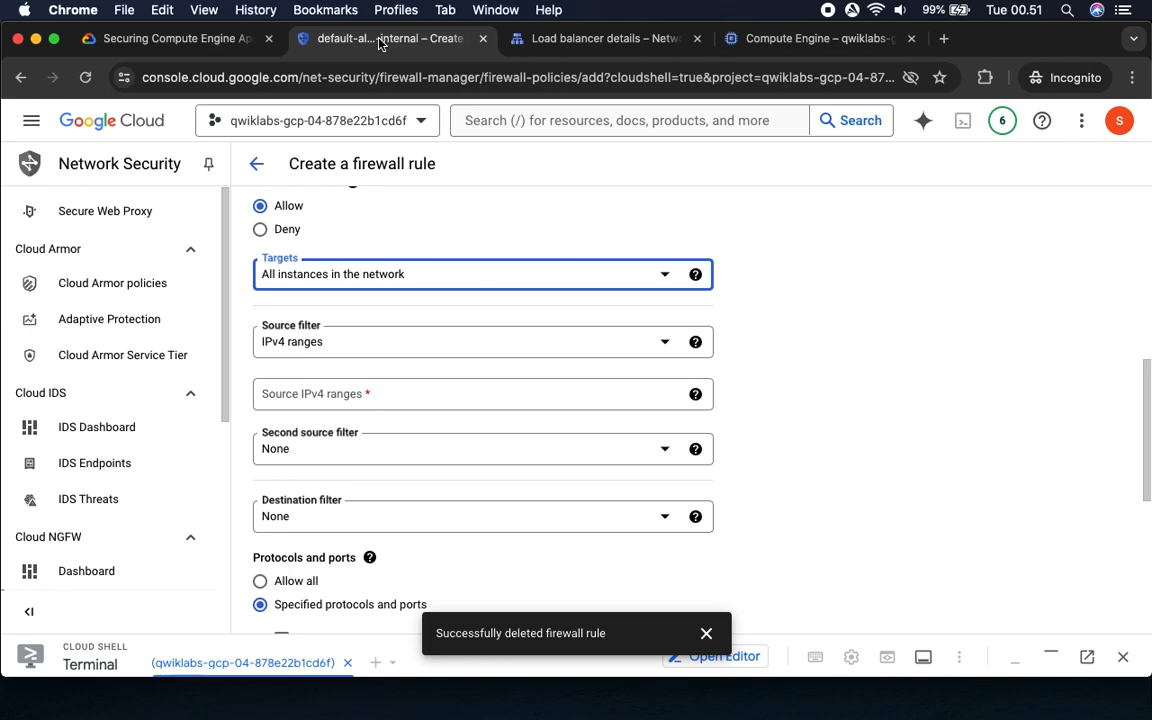 Chrome File Edit View History Bookmarks Profiles Tab Window Help 99% Tue 00.51
Securing Compute Engine Ap
default-al...-internal – Create
Load balancer details – Netw
Compute Engine – qwiklabs-g
console.cloud.google.com/net-security/firewall-manager/firewall-policies/add?cloudshell=true&project=qwiklabs-gcp-04-87... Incognito
Google Cloud qwiklabs-gcp-04-878e22b1cd6f Search (/) for resources, docs, products, and more Search 6 S
Network Security
Create a firewall rule
Secure Web Proxy
Cloud Armor
Cloud Armor policies
Adaptive Protection
Cloud Armor Service Tier
Cloud IDS
IDS Dashboard
IDS Endpoints
IDS Threats
Cloud NGFW
Dashboard
Allow
Deny
Targets
All instances in the network
Source filter
IPv4 ranges
Source IPv4 ranges *
Second source filter
None
Destination filter
None
Protocols and ports
Allow all
Specified protocols and ports
Successfully deleted firewall rule
CLOUD SHELL
Terminal
(qwiklabs-gcp-04-878e22b1cd6f)
Open Editor